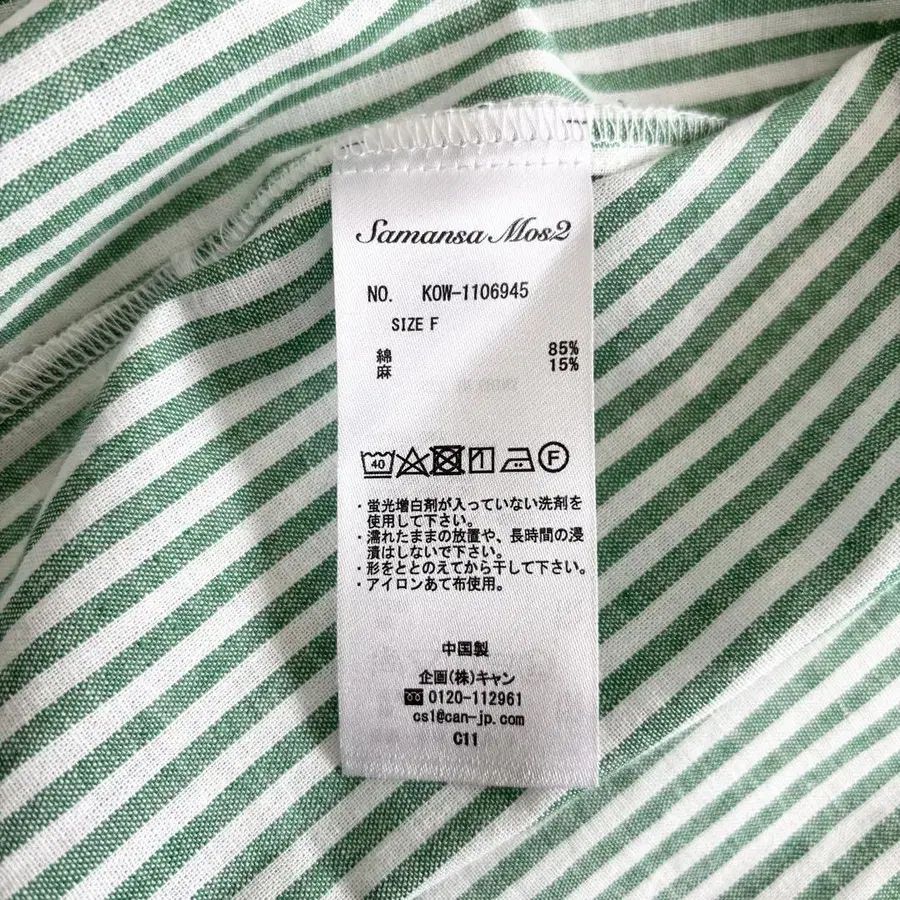 Samansa Mos2
NO. KOW-1106945
SIZE F
綿 85%
麻 15%
40 F
・蛍光増白剤が入っていない洗剤を
使用して下さい。
・濡れたままの放置や、長時間の浸
漬はしないで下さい。
・形をととのえてから干して下さい。
・アイロンあて布使用。
中国製
企画(株)キャン
0120-112961
cs1@can-jp.com
C11